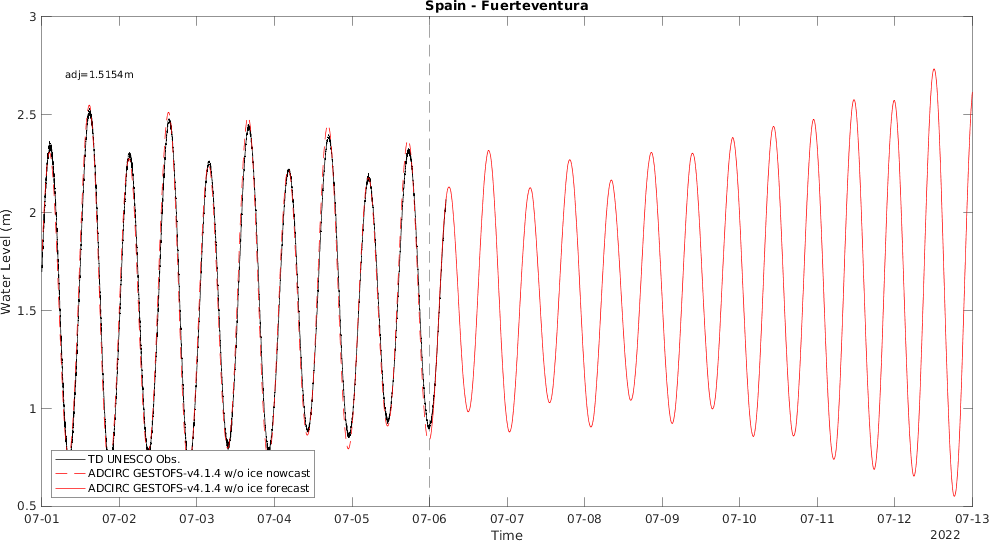 Spain - Fuerteventura
3
adj=1.5154m
2.5
2
Water Level (m)
1.5
1
TD UNESCO Obs.
ADCIRC GESTOFS-v4.1.4 w/o ice nowcast
ADCIRC GESTOFS-v4.1.4 w/o ice forecast
0.5
07-01 07-02 07-03 07-04 07-05 07-06 07-07 07-08 07-09 07-10 07-11 07-12 07-13
Time
2022